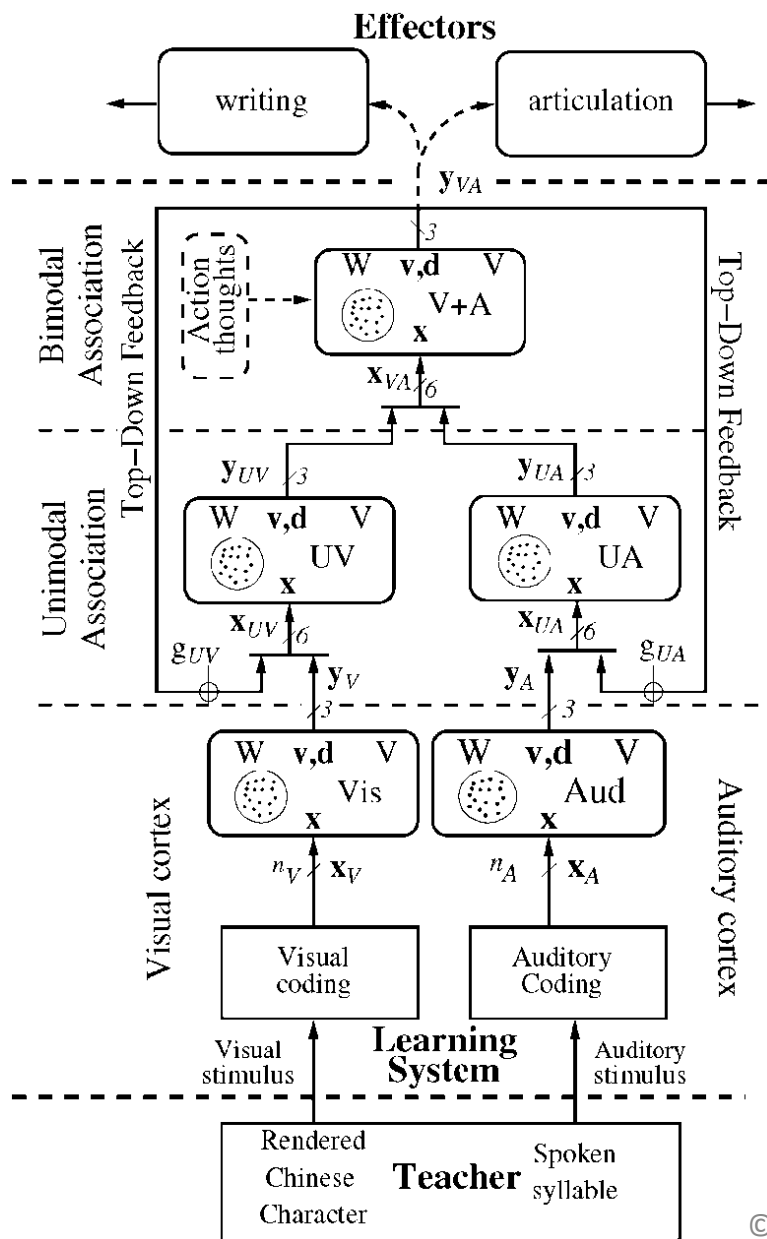 Effectors
writing
articulation
y_VA
3
Bimodal
Association
Top-Down Feedback
Action
thoughts
W v,d V
V+A
x
Top-Down Feedback
x_VA 6
y_UV 3
y_UA 3
Unimodal
Association
W v,d V
UV
x
W v,d V
UA
x
x_UV 6
x_UA 6
g_UV
y_V
y_A
g_UA
3
3
Visual cortex
W v,d V
Vis
x
W v,d V
Aud
x
Auditory cortex
n_V x_V
n_A x_A
Visual
coding
Auditory
Coding
Visual
stimulus
Learning
System
Auditory
stimulus
Rendered
Chinese
Character
Teacher
Spoken
syllable
©